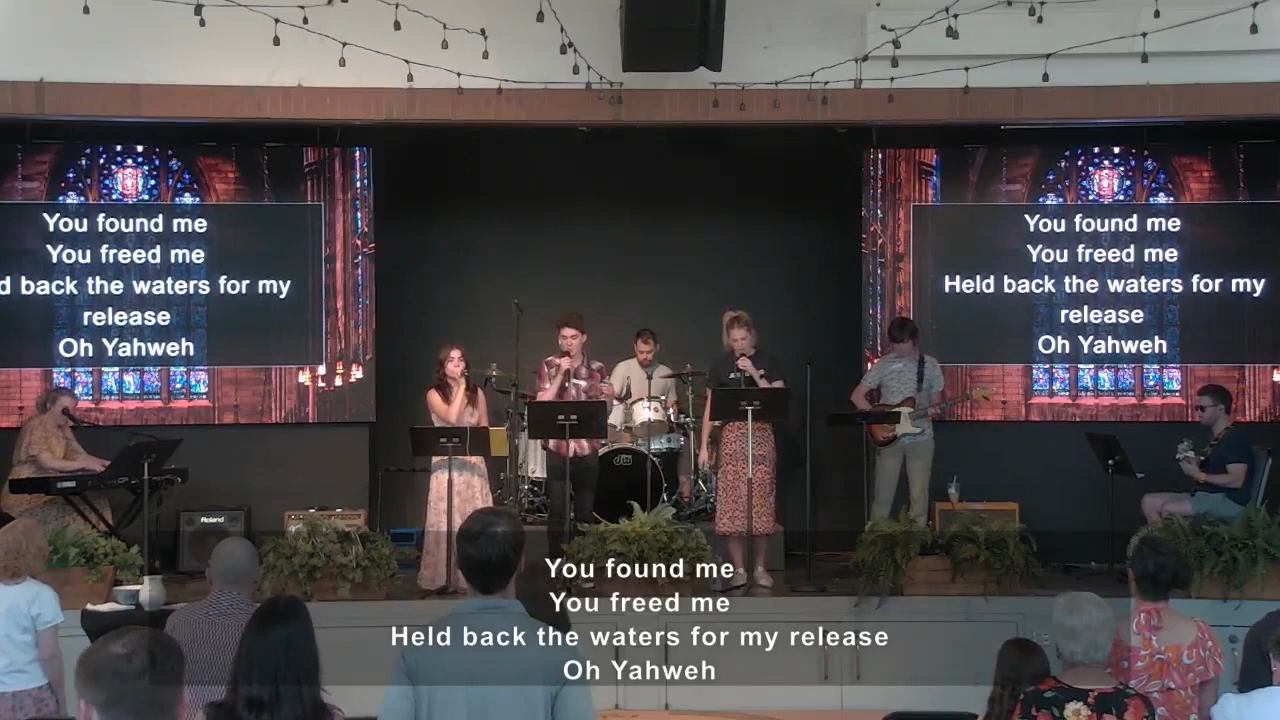 You found me
You freed me
d back the waters for my
release
Oh Yahweh
You found me
You freed me
Held back the waters for my
release
Oh Yahweh
Roland
dw
You found me
You freed me
Held back the waters for my release
Oh Yahweh